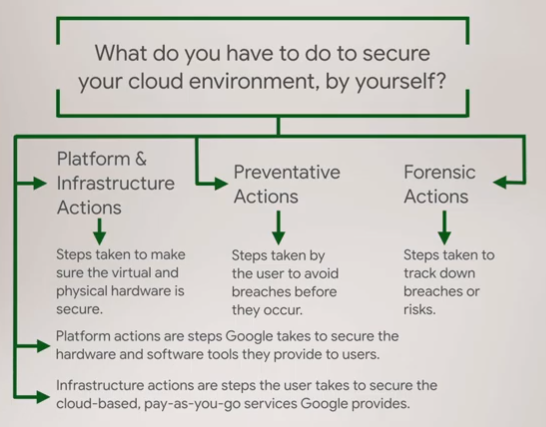 What do you have to do to secure
your cloud environment, by yourself?
Platform &
Infrastructure
Actions
Steps taken to make
sure the virtual and
physical hardware is
secure.
Preventative
Actions
Steps taken by
the user to avoid
breaches before
they occur.
Forensic
Actions
Steps taken to
track down
breaches or
risks.
Platform actions are steps Google takes to secure the
hardware and software tools they provide to users.
Infrastructure actions are steps the user takes to secure the
cloud-based, pay-as-you-go services Google provides.